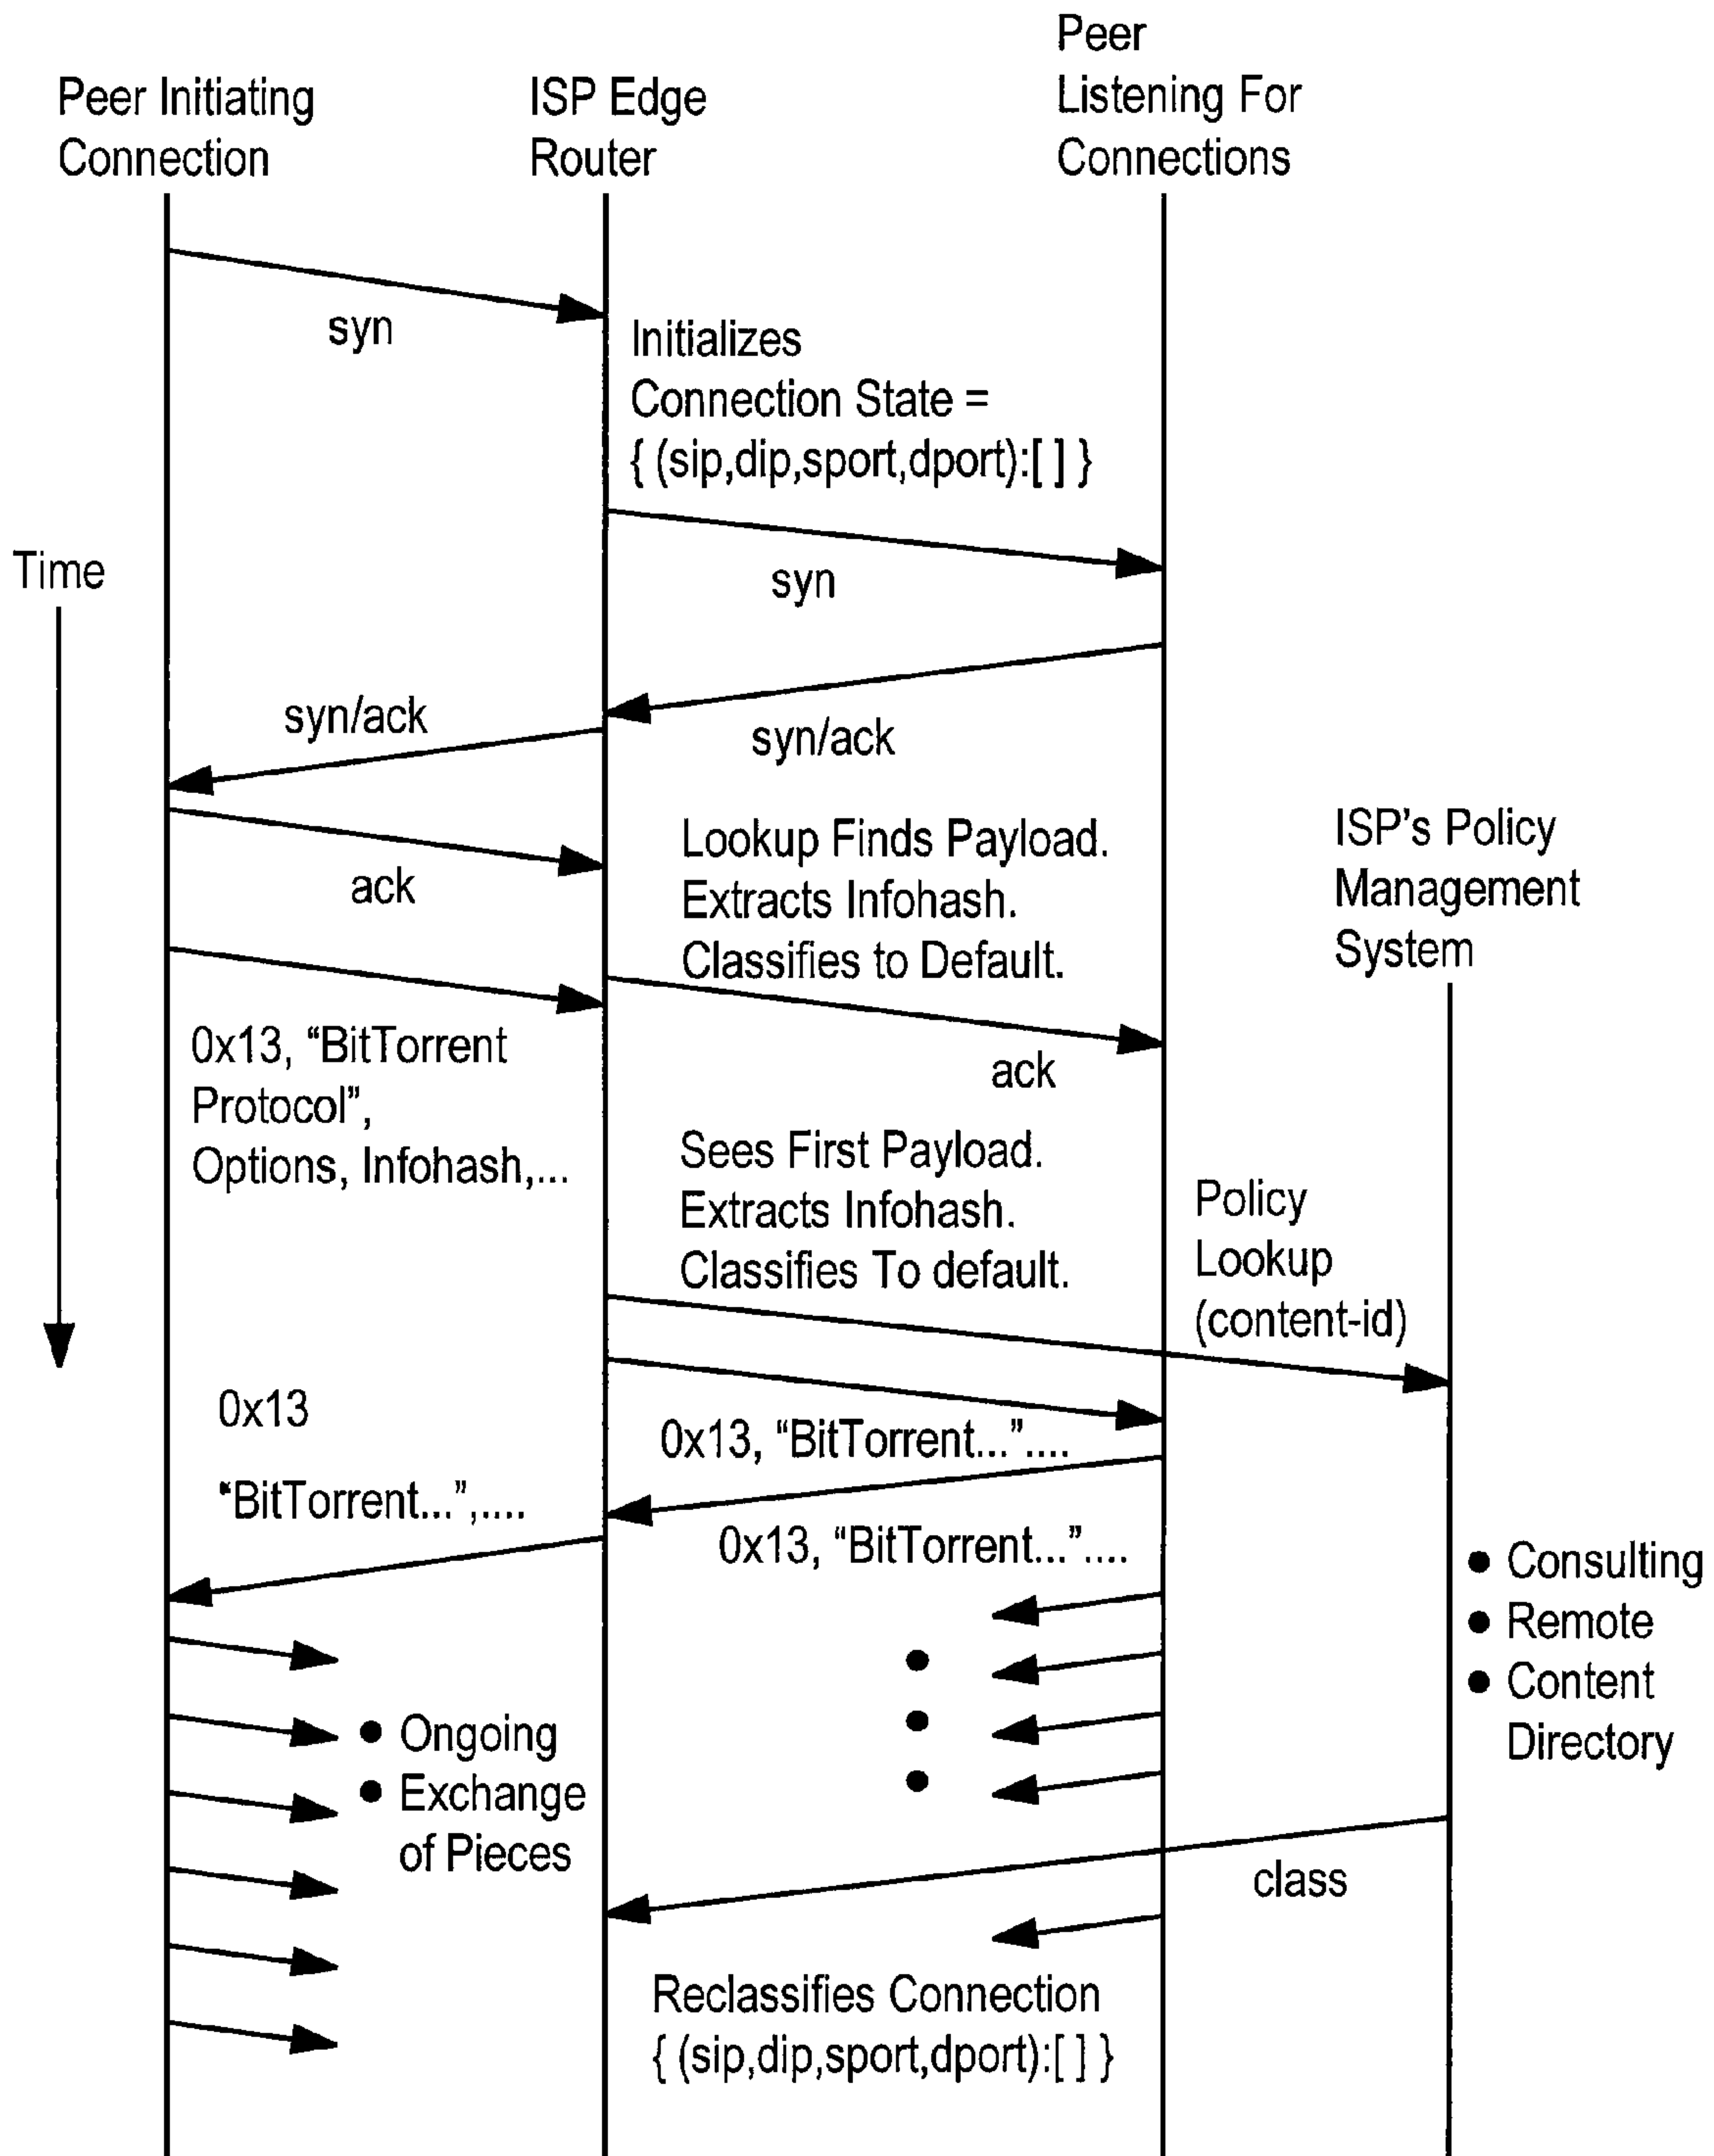 Peer Initiating
Connection
ISP Edge
Router
Peer
Listening For
Connections
syn
Initializes
Connection State =
{ (sip,dip,sport,dport):[ ] }
Time
syn
syn/ack
syn/ack
ack
Lookup Finds Payload.
Extracts Infohash.
Classifies to Default.
ISP's Policy
Management
System
0x13, “BitTorrent
Protocol”,
Options, Infohash,...
ack
Sees First Payload.
Extracts Infohash.
Classifies To default.
Policy
Lookup
(content-id)
0x13
“BitTorrent...”,....
0x13, “BitTorrent...”....
0x13, “BitTorrent...”....
● Consulting
● Remote
● Content
Directory
● Ongoing
● Exchange
of Pieces
class
Reclassifies Connection
{ (sip,dip,sport,dport):[ ] }